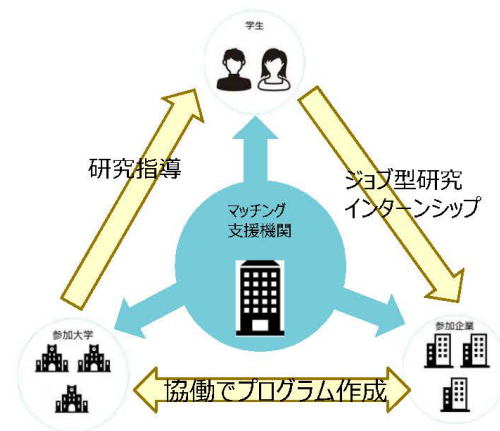 学生
研究指導
ジョブ型研究
インターンシップ
マッチング
支援機関
参加大学
参加企業
協働でプログラム作成